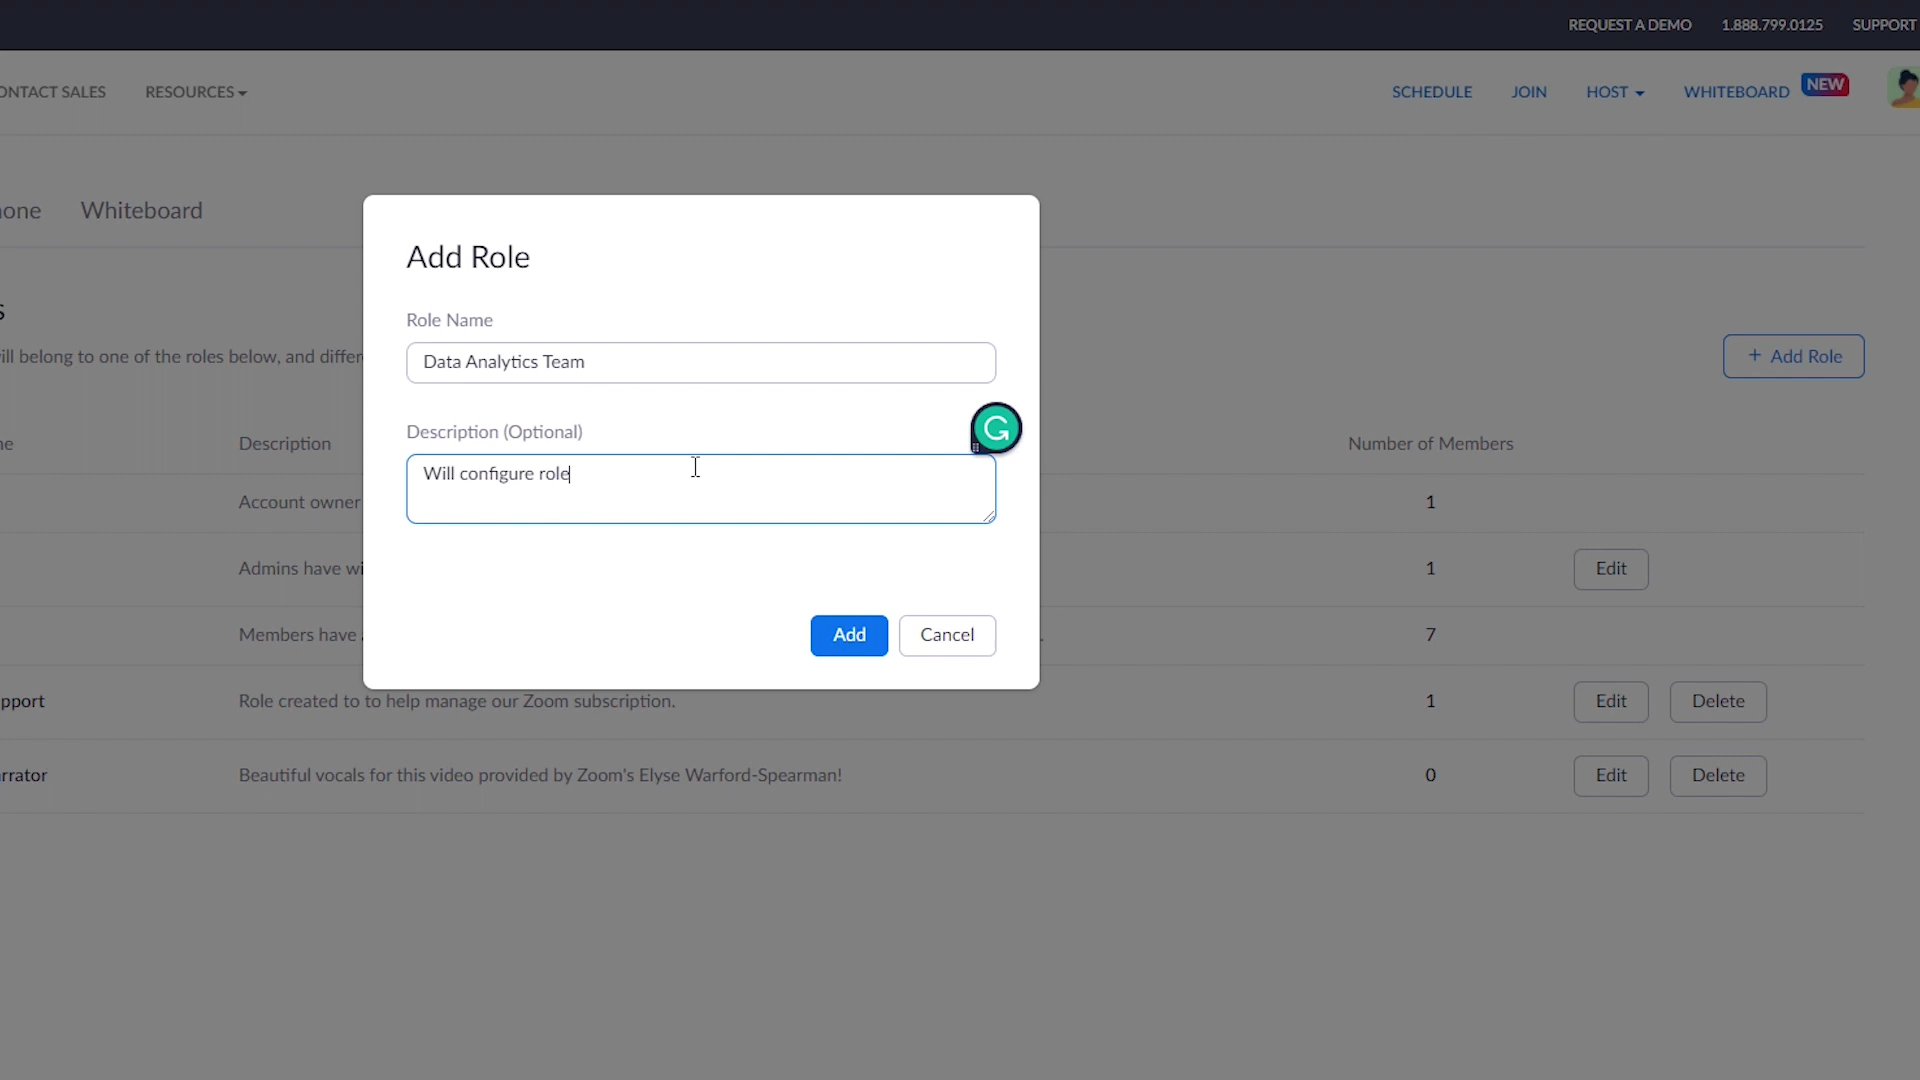 REQUEST A DEMO 1.888.799.0125 SUPPORT
ONTACT SALES RESOURCES SCHEDULE JOIN HOST WHITEBOARD NEW
one Whiteboard
Add Role
s
Role Name
ill belong to one of the roles below, and differ
+ Add Role
Data Analytics Team
Description (Optional)
ne Description Number of Members
Will configure role
Account owner 1
Admins have wi 1 Edit
Add Cancel
Members have 7
pport Role created to to help manage our Zoom subscription. 1 Edit Delete
rrator Beautiful vocals for this video provided by Zoom's Elyse Warford-Spearman! 0 Edit Delete